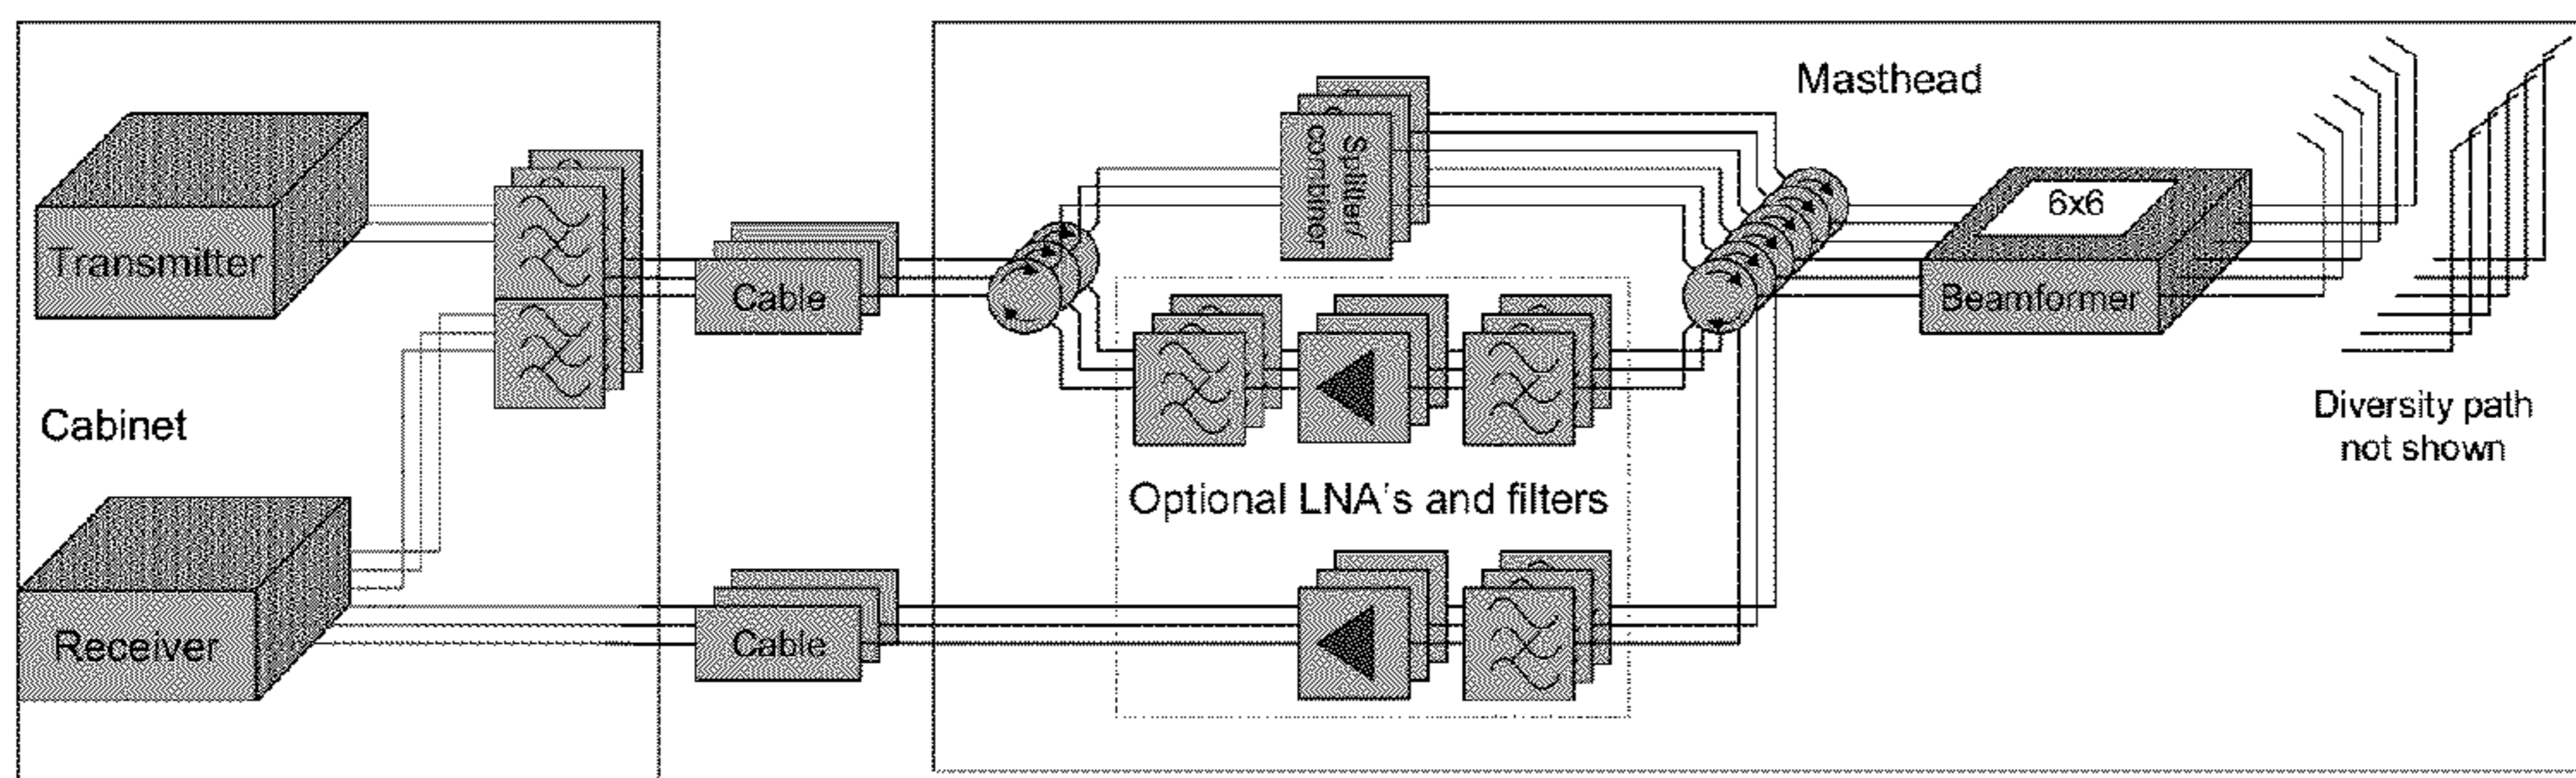 Masthead
Splitter/
combiner
6x6
Transmitter
Cable
Beamformer
Cabinet
Diversity path
not shown
Optional LNA's and filters
Receiver
Cable